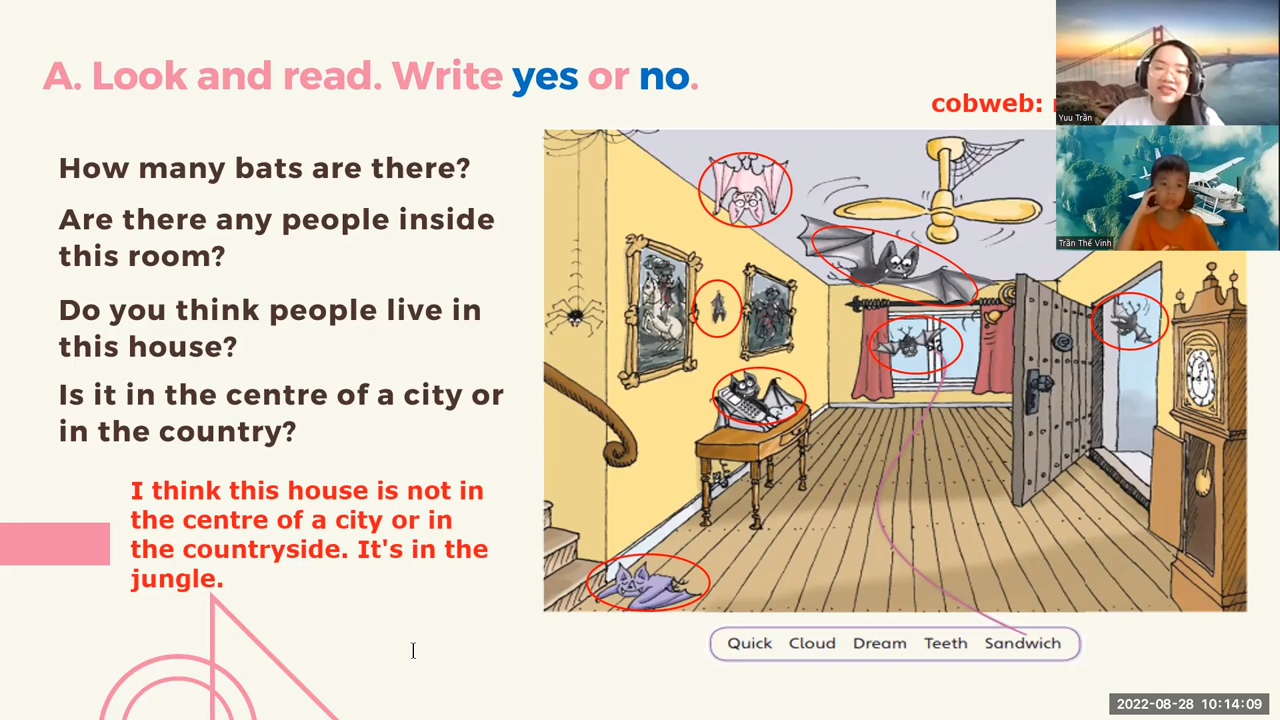 A. Look and read. Write yes or no.
cobweb:
Yuu Trần
Trần Thế Vinh
How many bats are there?
Are there any people inside
this room?
Do you think people live in
this house?
Is it in the centre of a city or
in the country?
I think this house is not in
the centre of a city or in
the countryside. It's in the
jungle.
Quick Cloud Dream Teeth Sandwich
2022-08-28 10:14:09